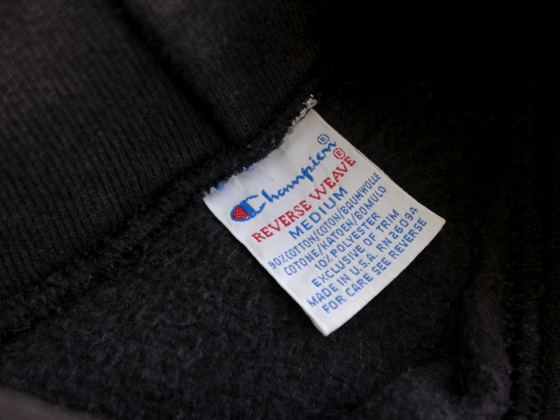 Champion®
REVERSE WEAVE®
MEDIUM
90% COTTON/COTTON/BAUMWOLLE
COTONE/KATOEN/BOMULD
10% POLYESTER
EXCLUSIVE OF TRIM
MADE IN U.S.A. RN 26094
FOR CARE SEE REVERSE